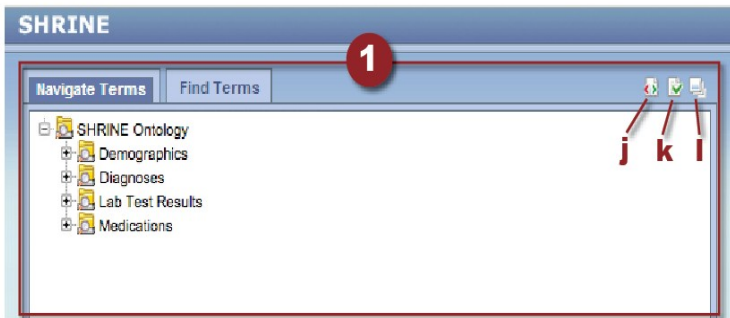 SHRINE
1
Navigate Terms Find Terms
j k l
SHRINE Ontology
Demographics
Diagnoses
Lab Test Results
Medications